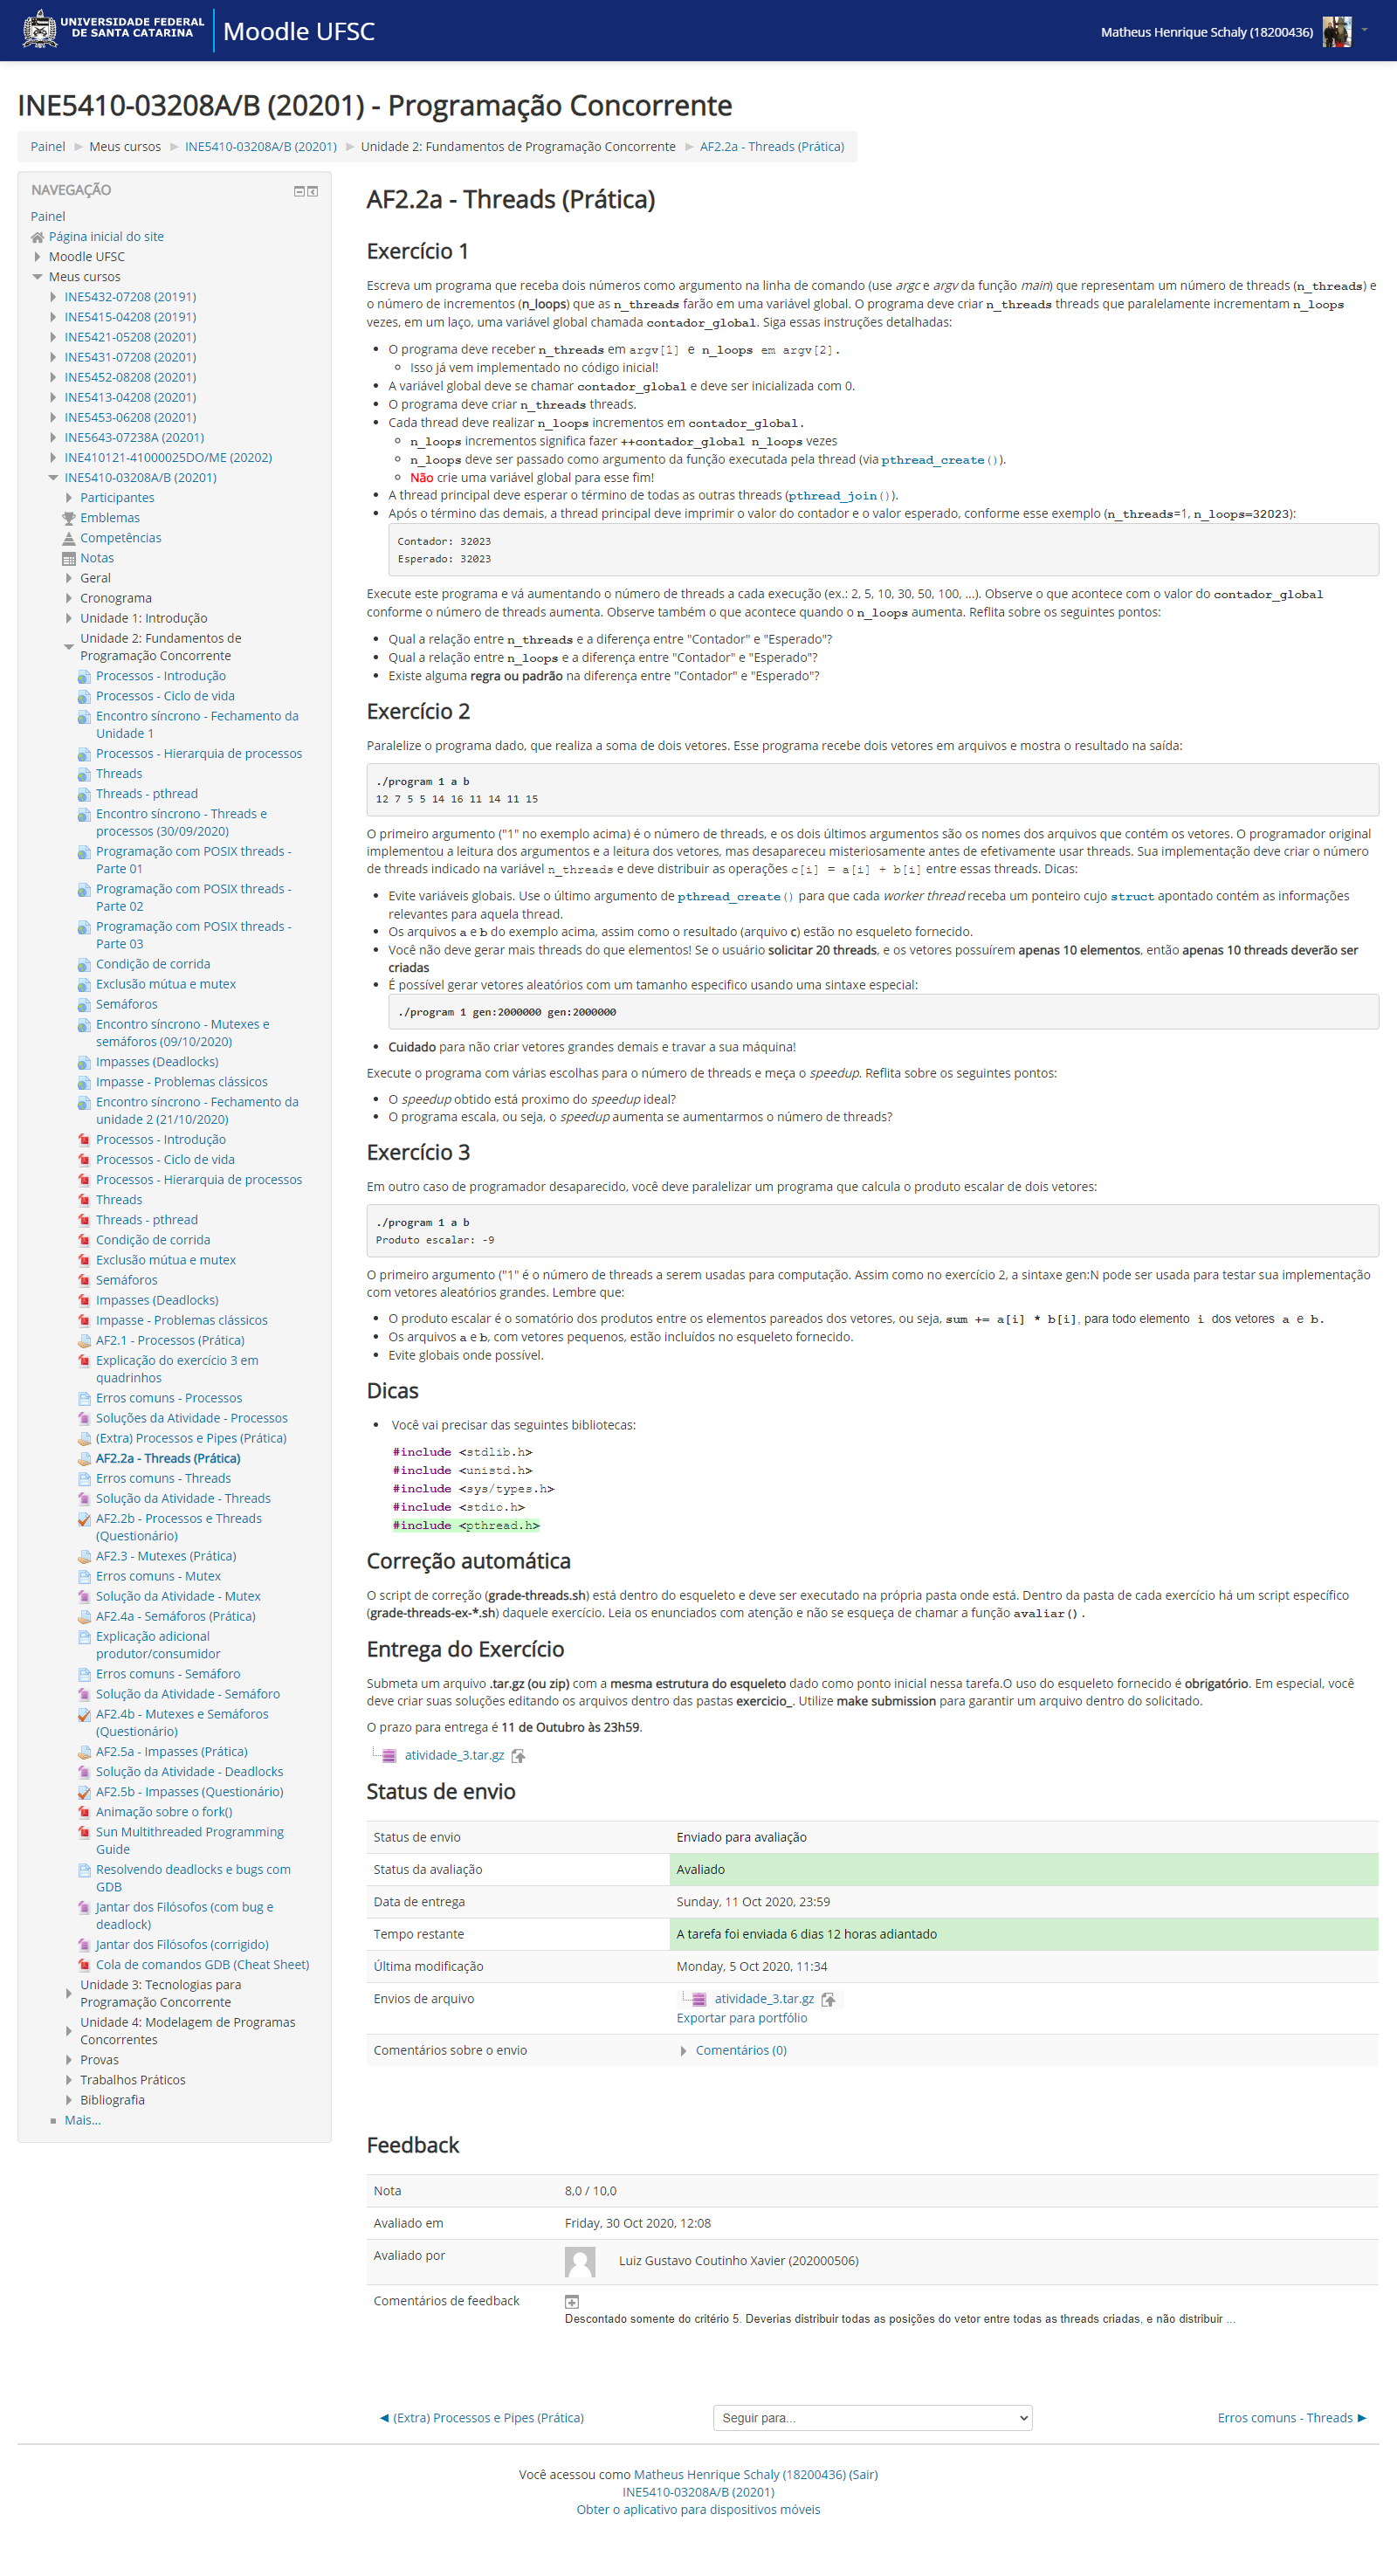 UNIVERSIDADE FEDERAL
DE SANTA CATARINA
Moodle UFSC
Matheus Henrique Schaly (18200436)
INE5410-03208A/B (20201) - Programação Concorrente
Painel ► Meus cursos ► INE5410-03208A/B (20201) ► Unidade 2: Fundamentos de Programação Concorrente ► AF2.2a - Threads (Prática)
NAVEGAÇÃO
Painel
Página inicial do site
Moodle UFSC
Meus cursos
INE5432-07208 (20191)
INE5415-04208 (20191)
INE5421-05208 (20201)
INE5431-07208 (20201)
INE5452-08208 (20201)
INE5413-04208 (20201)
INE5453-06208 (20201)
INE5643-07238A (20201)
INE410121-41000025DO/ME (20202)
INE5410-03208A/B (20201)
Participantes
Emblemas
Competências
Notas
Geral
Cronograma
Unidade 1: Introdução
Unidade 2: Fundamentos de
Programação Concorrente
Processos - Introdução
Processos - Ciclo de vida
Encontro síncrono - Fechamento da
Unidade 1
Processos - Hierarquia de processos
Threads
Threads - pthread
Encontro síncrono - Threads e
processos (30/09/2020)
Programação com POSIX threads -
Parte 01
Programação com POSIX threads -
Parte 02
Programação com POSIX threads -
Parte 03
Condição de corrida
Exclusão mútua e mutex
Semáforos
Encontro síncrono - Mutexes e
semáforos (09/10/2020)
Impasses (Deadlocks)
Impasse - Problemas clássicos
Encontro síncrono - Fechamento da
unidade 2 (21/10/2020)
Processos - Introdução
Processos - Ciclo de vida
Processos - Hierarquia de processos
Threads
Threads - pthread
Condição de corrida
Exclusão mútua e mutex
Semáforos
Impasses (Deadlocks)
Impasse - Problemas clássicos
AF2.1 - Processos (Prática)
Explicação do exercício 3 em
quadrinhos
Erros comuns - Processos
Soluções da Atividade - Processos
(Extra) Processos e Pipes (Prática)
AF2.2a - Threads (Prática)
Erros comuns - Threads
Solução da Atividade - Threads
AF2.2b - Processos e Threads
(Questionário)
AF2.3 - Mutexes (Prática)
Erros comuns - Mutex
Solução da Atividade - Mutex
AF2.4a - Semáforos (Prática)
Explicação adicional
produtor/consumidor
Erros comuns - Semáforo
Solução da Atividade - Semáforo
AF2.4b - Mutexes e Semáforos
(Questionário)
AF2.5a - Impasses (Prática)
Solução da Atividade - Deadlocks
AF2.5b - Impasses (Questionário)
Animação sobre o fork()
Sun Multithreaded Programming
Guide
Resolvendo deadlocks e bugs com
GDB
Jantar dos Filósofos (com bug e
deadlock)
Jantar dos Filósofos (corrigido)
Cola de comandos GDB (Cheat Sheet)
Unidade 3: Tecnologias para
Programação Concorrente
Unidade 4: Modelagem de Programas
Concorrentes
Provas
Trabalhos Práticos
Bibliografia
Mais...
AF2.2a - Threads (Prática)
Exercício 1
Escreva um programa que receba dois números como argumento na linha de comando (use argc e argv da função main) que representam um número de threads (n_threads) e
o número de incrementos (n_loops) que as n_threads farão em uma variável global. O programa deve criar n_threads threads que paralelamente incrementam n_loops
vezes, em um laço, uma variável global chamada contador_global. Siga essas instruções detalhadas:
O programa deve receber n_threads em argv[1] e n_loops em argv[2].
Isso já vem implementado no código inicial!
A variável global deve se chamar contador_global e deve ser inicializada com 0.
O programa deve criar n_threads threads.
Cada thread deve realizar n_loops incrementos em contador_global.
n_loops incrementos significa fazer ++contador_global n_loops vezes
n_loops deve ser passado como argumento da função executada pela thread (via pthread_create()).
Não crie uma variável global para esse fim!
A thread principal deve esperar o término de todas as outras threads (pthread_join()).
Após o término das demais, a thread principal deve imprimir o valor do contador e o valor esperado, conforme esse exemplo (n_threads=1, n_loops=32023):
Contador: 32023
Esperado: 32023
Execute este programa e vá aumentando o número de threads a cada execução (ex.: 2, 5, 10, 30, 50, 100, ...). Observe o que acontece com o valor do contador_global
conforme o número de threads aumenta. Observe também o que acontece quando o n_loops aumenta. Reflita sobre os seguintes pontos:
Qual a relação entre n_threads e a diferença entre "Contador" e "Esperado"?
Qual a relação entre n_loops e a diferença entre "Contador" e "Esperado"?
Existe alguma regra ou padrão na diferença entre "Contador" e "Esperado"?
Exercício 2
Paralelize o programa dado, que realiza a soma de dois vetores. Esse programa recebe dois vetores em arquivos e mostra o resultado na saída:
./program 1 a b
12 7 5 5 14 16 11 14 11 15
O primeiro argumento ("1" no exemplo acima) é o número de threads, e os dois últimos argumentos são os nomes dos arquivos que contém os vetores. O programador original
implementou a leitura dos argumentos e a leitura dos vetores, mas desapareceu misteriosamente antes de efetivamente usar threads. Sua implementação deve criar o número
de threads indicado na variável n_threads e deve distribuir as operações c[i] = a[i] + b[i] entre essas threads. Dicas:
Evite variáveis globais. Use o último argumento de pthread_create() para que cada worker thread receba um ponteiro cujo struct apontado contém as informações
relevantes para aquela thread.
Os arquivos a e b do exemplo acima, assim como o resultado (arquivo c) estão no esqueleto fornecido.
Você não deve gerar mais threads do que elementos! Se o usuário solicitar 20 threads, e os vetores possuírem apenas 10 elementos, então apenas 10 threads deverão ser
criadas
É possível gerar vetores aleatórios com um tamanho especifico usando uma sintaxe especial:
./program 1 gen:2000000 gen:2000000
Cuidado para não criar vetores grandes demais e travar a sua máquina!
Execute o programa com várias escolhas para o número de threads e meça o speedup. Reflita sobre os seguintes pontos:
O speedup obtido está proximo do speedup ideal?
O programa escala, ou seja, o speedup aumenta se aumentarmos o número de threads?
Exercício 3
Em outro caso de programador desaparecido, você deve paralelizar um programa que calcula o produto escalar de dois vetores:
./program 1 a b
Produto escalar: -9
O primeiro argumento ("1" é o número de threads a serem usadas para computação. Assim como no exercício 2, a sintaxe gen:N pode ser usada para testar sua implementação
com vetores aleatórios grandes. Lembre que:
O produto escalar é o somatório dos produtos entre os elementos pareados dos vetores, ou seja, sum += a[i] * b[i], para todo elemento i dos vetores a e b.
Os arquivos a e b, com vetores pequenos, estão incluídos no esqueleto fornecido.
Evite globais onde possível.
Dicas
Você vai precisar das seguintes bibliotecas:
#include <stdlib.h>
#include <unistd.h>
#include <sys/types.h>
#include <stdio.h>
#include <pthread.h>
Correção automática
O script de correção (grade-threads.sh) está dentro do esqueleto e deve ser executado na própria pasta onde está. Dentro da pasta de cada exercício há um script específico
(grade-threads-ex-*.sh) daquele exercício. Leia os enunciados com atenção e não se esqueça de chamar a função avaliar().
Entrega do Exercício
Submeta um arquivo .tar.gz (ou zip) com a mesma estrutura do esqueleto dado como ponto inicial nessa tarefa.O uso do esqueleto fornecido é obrigatório. Em especial, você
deve criar suas soluções editando os arquivos dentro das pastas exercicio_. Utilize make submission para garantir um arquivo dentro do solicitado.
O prazo para entrega é 11 de Outubro às 23h59.
atividade_3.tar.gz
Status de envio
Status de envio Enviado para avaliação
Status da avaliação Avaliado
Data de entrega Sunday, 11 Oct 2020, 23:59
Tempo restante A tarefa foi enviada 6 dias 12 horas adiantado
Última modificação Monday, 5 Oct 2020, 11:34
Envios de arquivo atividade_3.tar.gz
Exportar para portfólio
Comentários sobre o envio Comentários (0)
Feedback
Nota 8,0 / 10,0
Avaliado em Friday, 30 Oct 2020, 12:08
Avaliado por Luiz Gustavo Coutinho Xavier (202000506)
Comentários de feedback
Descontado somente do critério 5. Deverias distribuir todas as posições do vetor entre todas as threads criadas, e não distribuir ...
◄ (Extra) Processos e Pipes (Prática) Seguir para... Erros comuns - Threads ►
Você acessou como Matheus Henrique Schaly (18200436) (Sair)
INE5410-03208A/B (20201)
Obter o aplicativo para dispositivos móveis